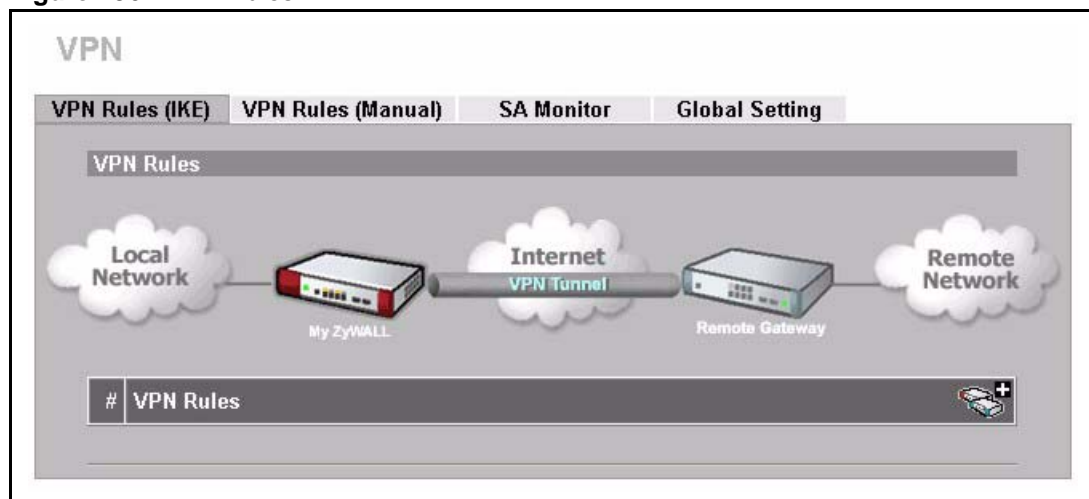 VPN
VPN Rules (IKE) VPN Rules (Manual) SA Monitor Global Setting
VPN Rules
Local
Network
Internet
VPN Tunnel
Remote
Network
My ZyWALL
Remote Gateway
# VPN Rules